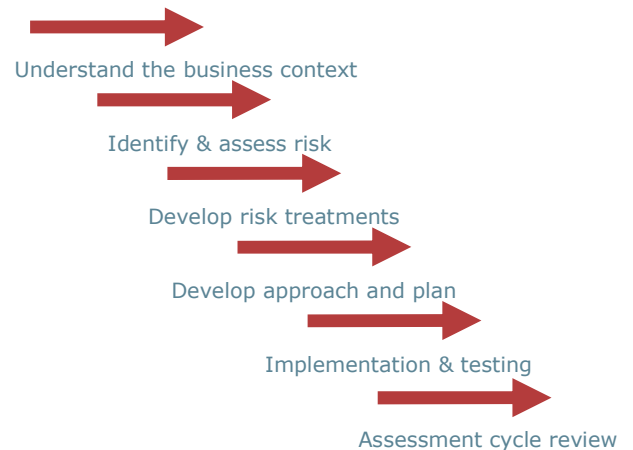 Understand the business context
Identify & assess risk
Develop risk treatments
Develop approach and plan
Implementation & testing
Assessment cycle review